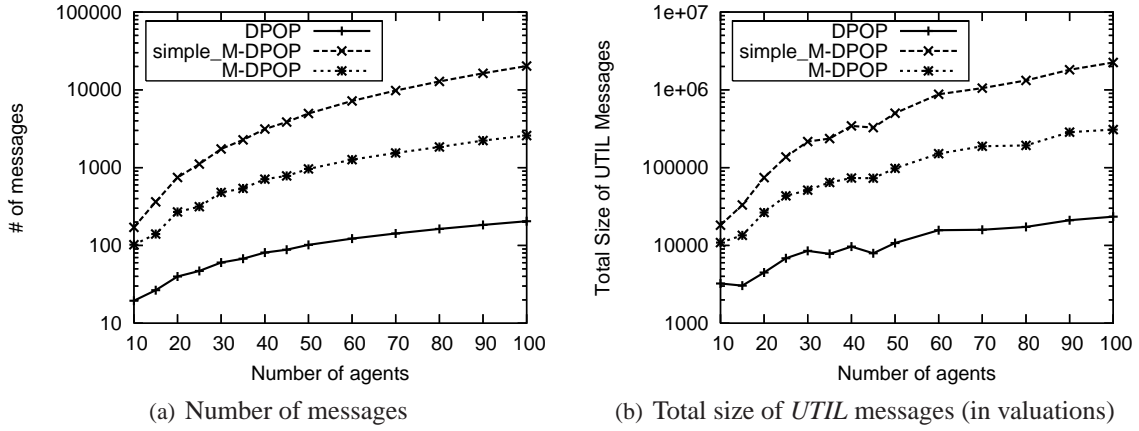 100000
10000
1000
100
10
# of messages
DPOP
simple_M-DPOP
M-DPOP
10 20 30 40 50 60 70 80 90 100
Number of agents
(a) Number of messages
1e+07
1e+06
100000
10000
1000
Total Size of UTIL Messages
DPOP
simple_M-DPOP
M-DPOP
10 20 30 40 50 60 70 80 90 100
Number of agents
(b) Total size of UTIL messages (in valuations)